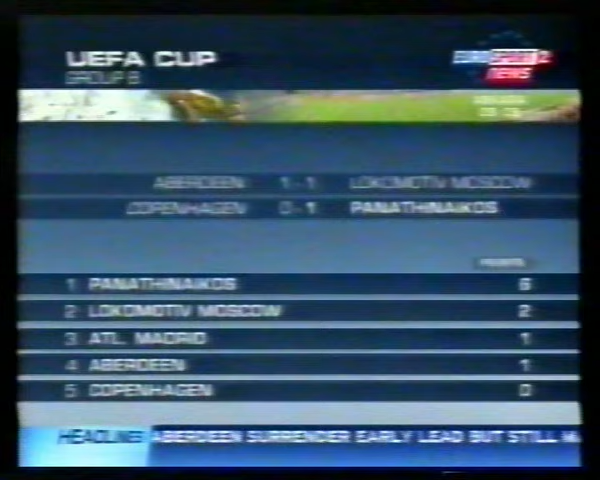 UEFA CUP
GROUP B
EUROSPORT 2
NEWS
ABERDEEN 1 - 1 LOKOMOTIV MOSCOW
COPENHAGEN 0 - 1 PANATHINAIKOS
POINTS
1 PANATHINAIKOS 6
2 LOKOMOTIV MOSCOW 2
3 ATL. MADRID 1
4 ABERDEEN 1
5 COPENHAGEN 0
HEADLINES ABERDEEN SURRENDER EARLY LEAD BUT STILL